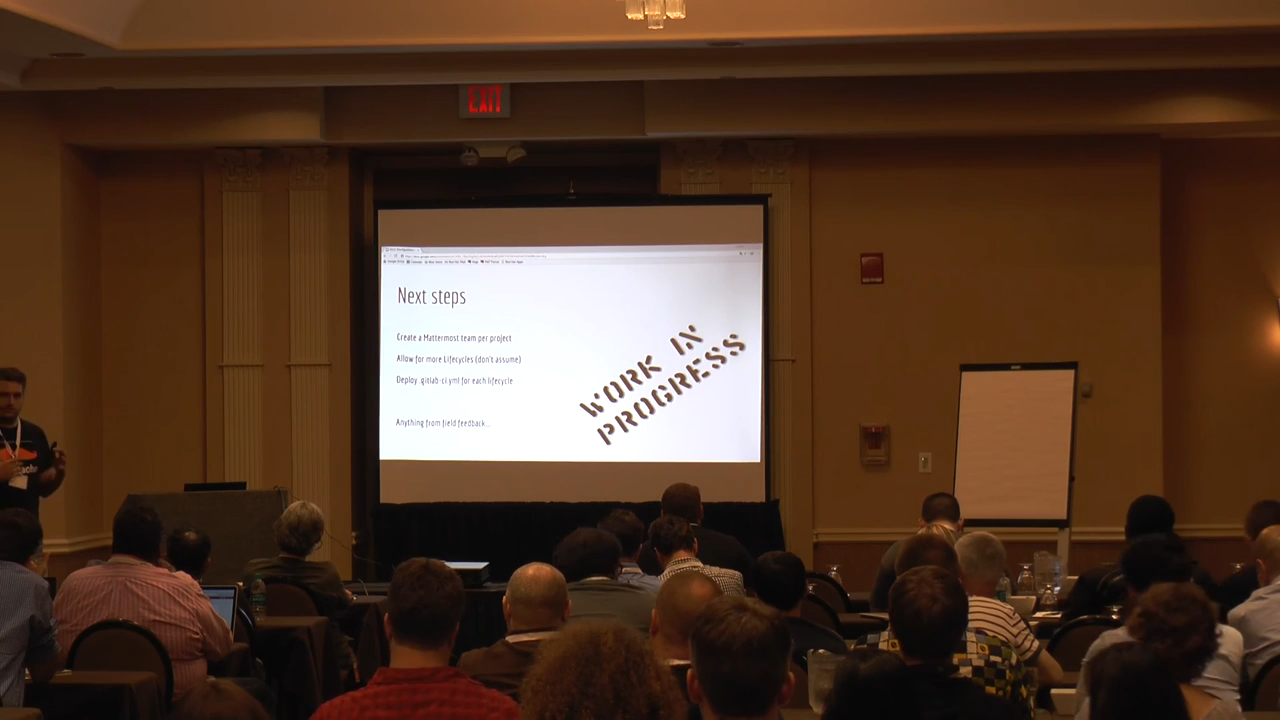 EXIT
Next steps
Create a Mattermost team per project
Allow for more Lifecycles (don't assume)
Deploy .gitlab-ci.yml for each lifecycle
Anything from field feedback...
WORK IN
PROGRESS